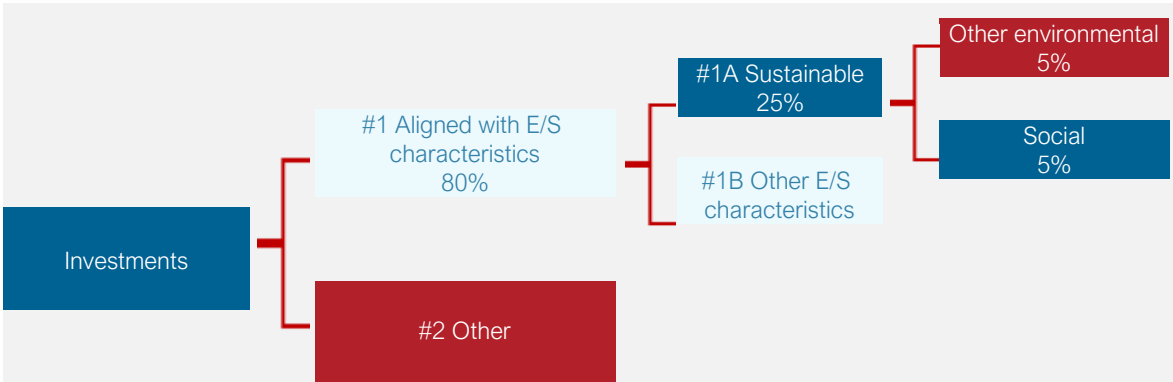 Investments
#1 Aligned with E/S
characteristics
80%
#2 Other
#1A Sustainable
25%
#1B Other E/S
characteristics
Other environmental
5%
Social
5%